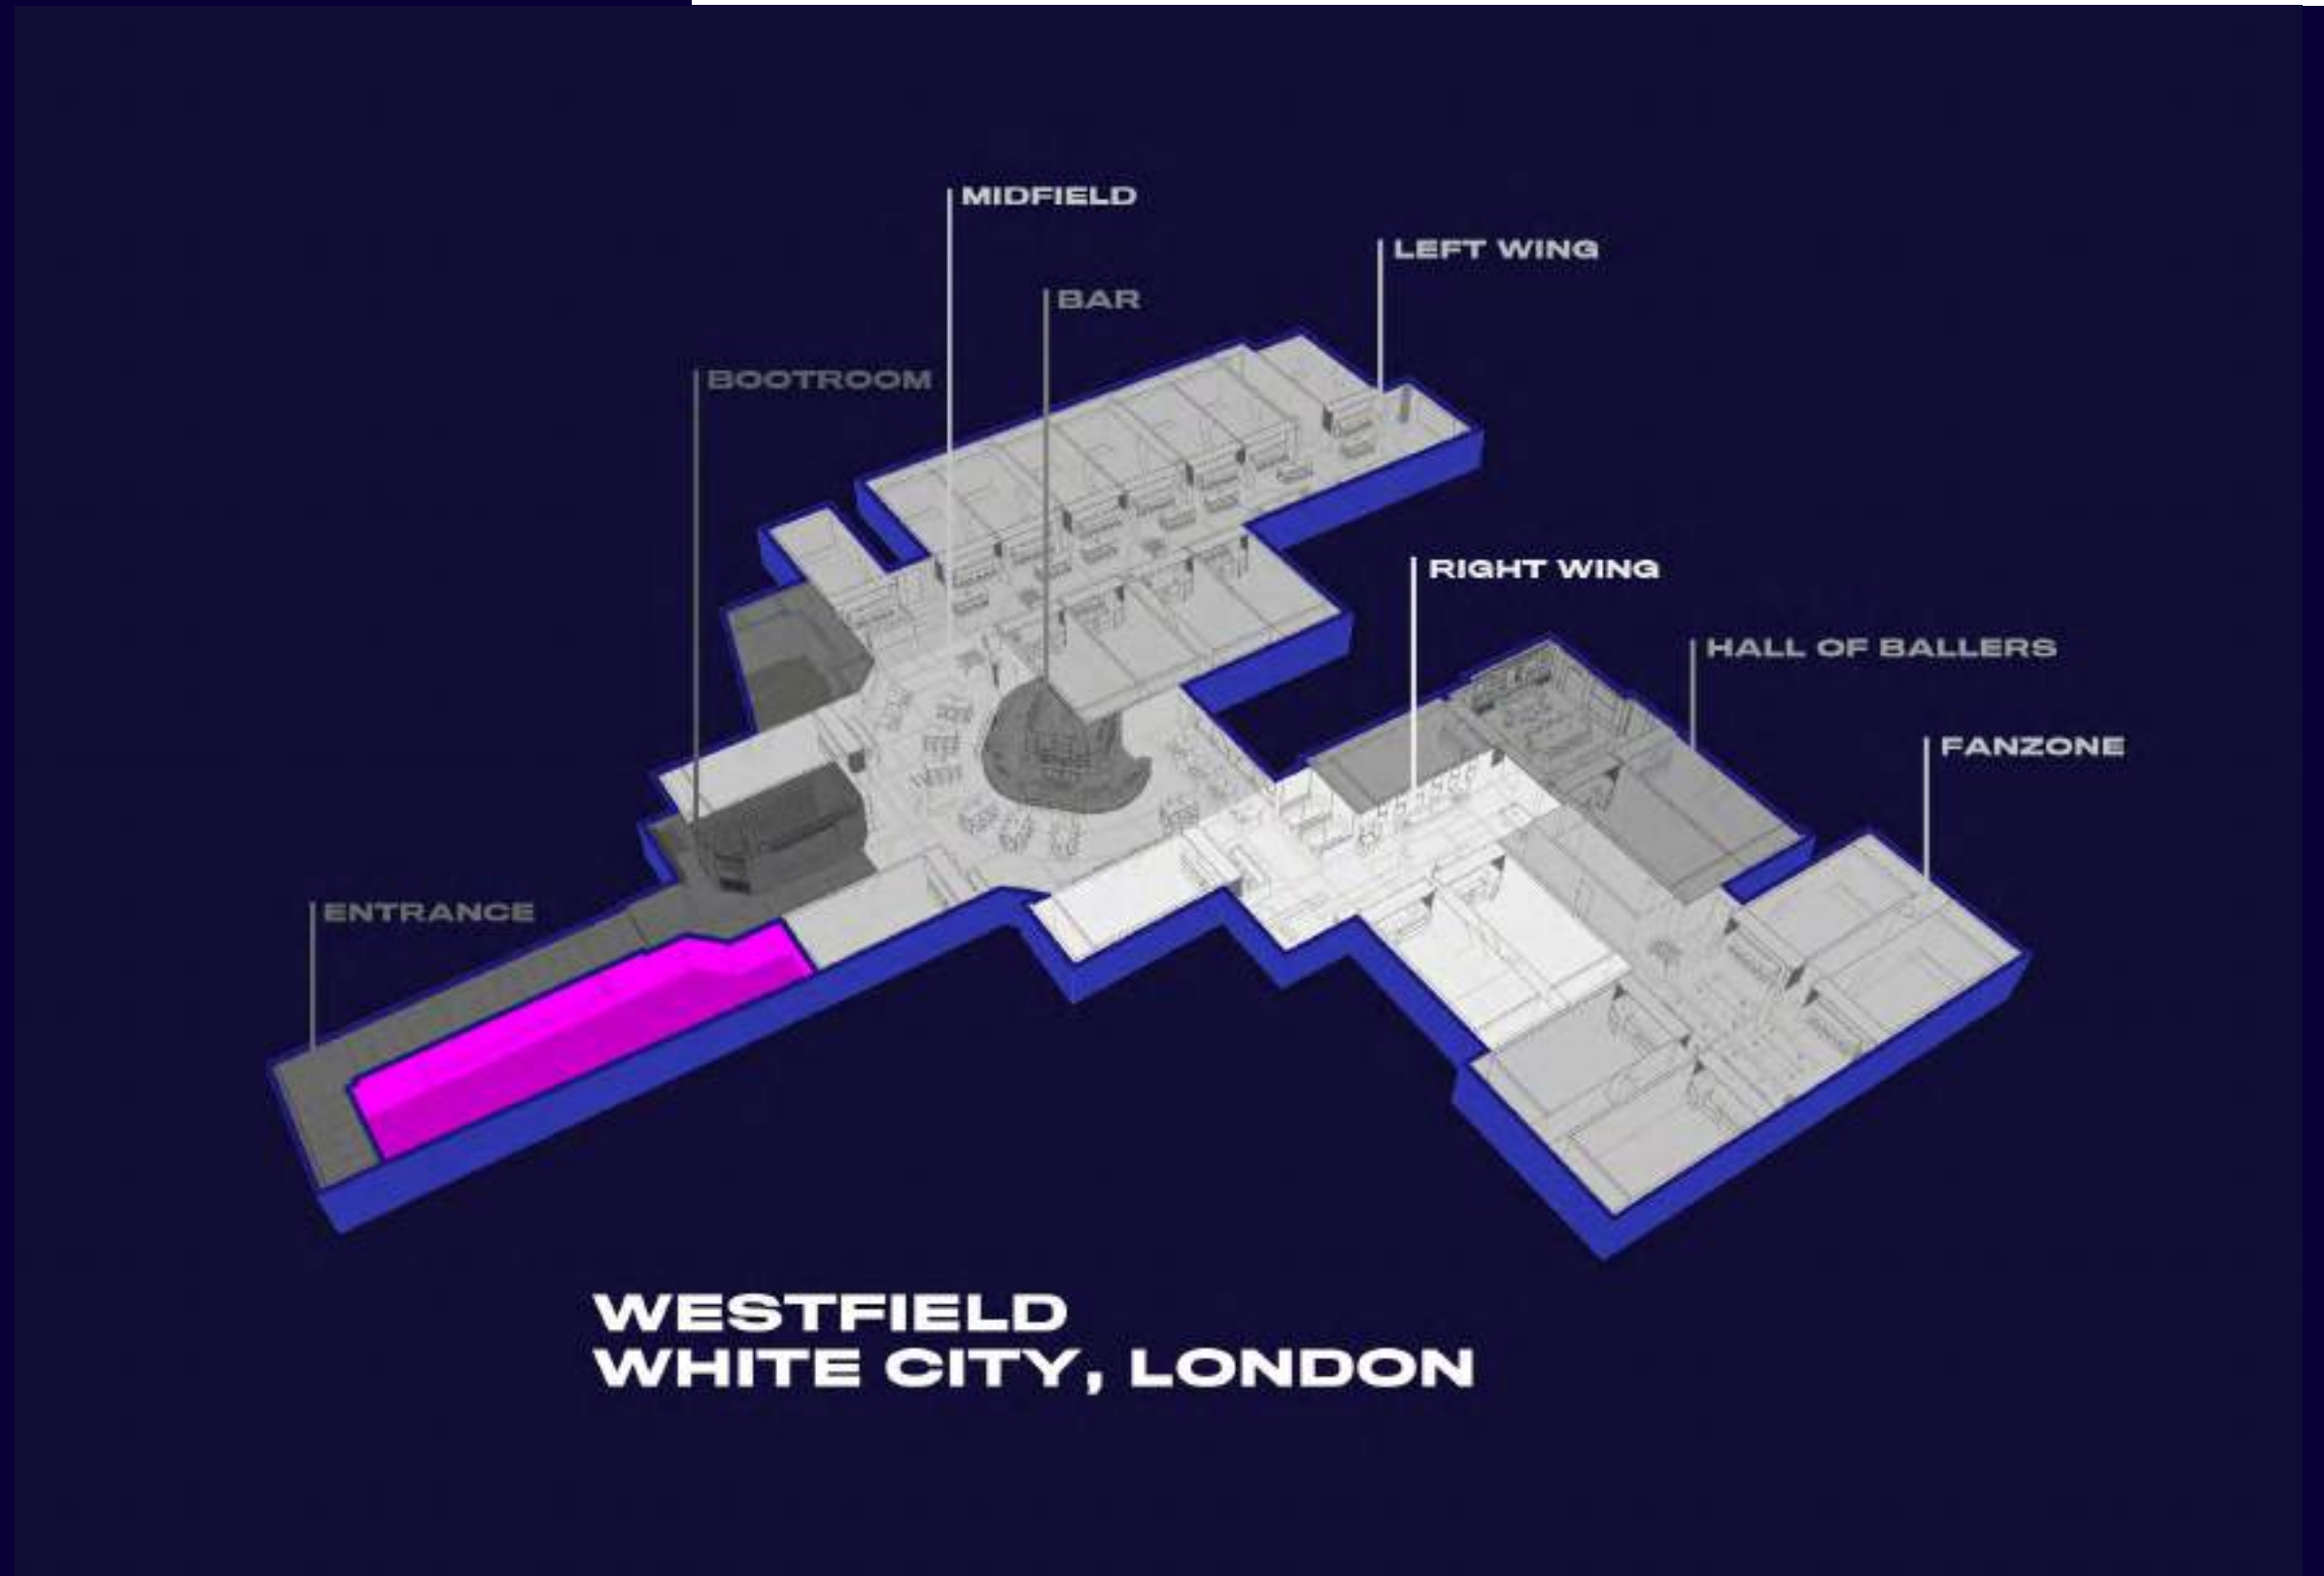 MIDFIELD
LEFT WING
BAR
BOOTROOM
RIGHT WING
HALL OF BALLERS
FANZONE
ENTRANCE
WESTFIELD
WHITE CITY, LONDON